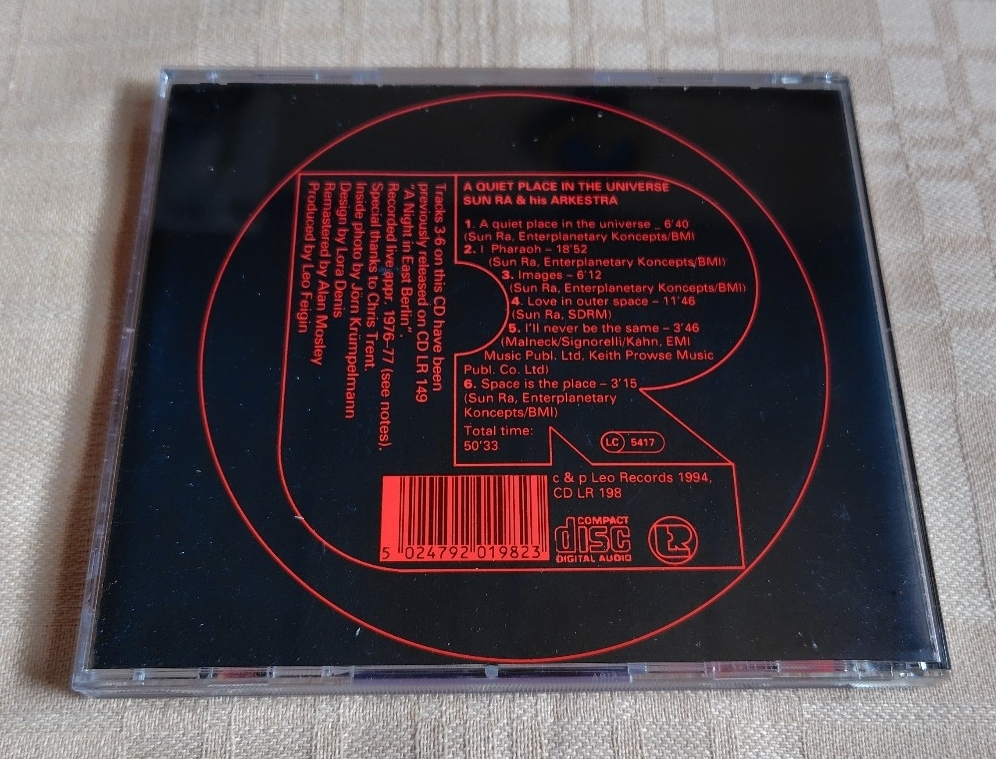 A QUIET PLACE IN THE UNIVERSE
SUN RA & his ARKESTRA
1. A quiet place in the universe – 6'40
(Sun Ra, Enterplanetary Koncepts/BMI
2. I Pharaoh – 18'52
(Sun Ra, Enterplanetary Koncepts/BMI)
3. Images – 6'12
(Sun Ra, Enterplanetary Koncepts/BMI)
4. Love in outer space – 11'46
(Sun Ra, SDRM)
5. I'll never be the same – 3'46
(Malneck/Signorelli/Kahn, EMI
Music Publ. Ltd, Keith Prowse Music
Publ. Co. Ltd)
6. Space is the place – 3'15
(Sun Ra, Enterplanetary
Koncepts/BMI)
Total time:
50'33
LC 5417
Tracks 3-6 on this CD have been
previously released on CD LR 149
"A Night in East Berlin".
Recorded live appr. 1976-77 (see notes).
Special thanks to Chris Trent.
Inside photo by Jörn Krümpelmann
Design by Lora Denis
Remastered by Alan Mosley
Produced by Leo Feigin
c & p Leo Records 1994,
CD LR 198
5 024792 019823
COMPACT
disc
DIGITAL AUDIO
LR